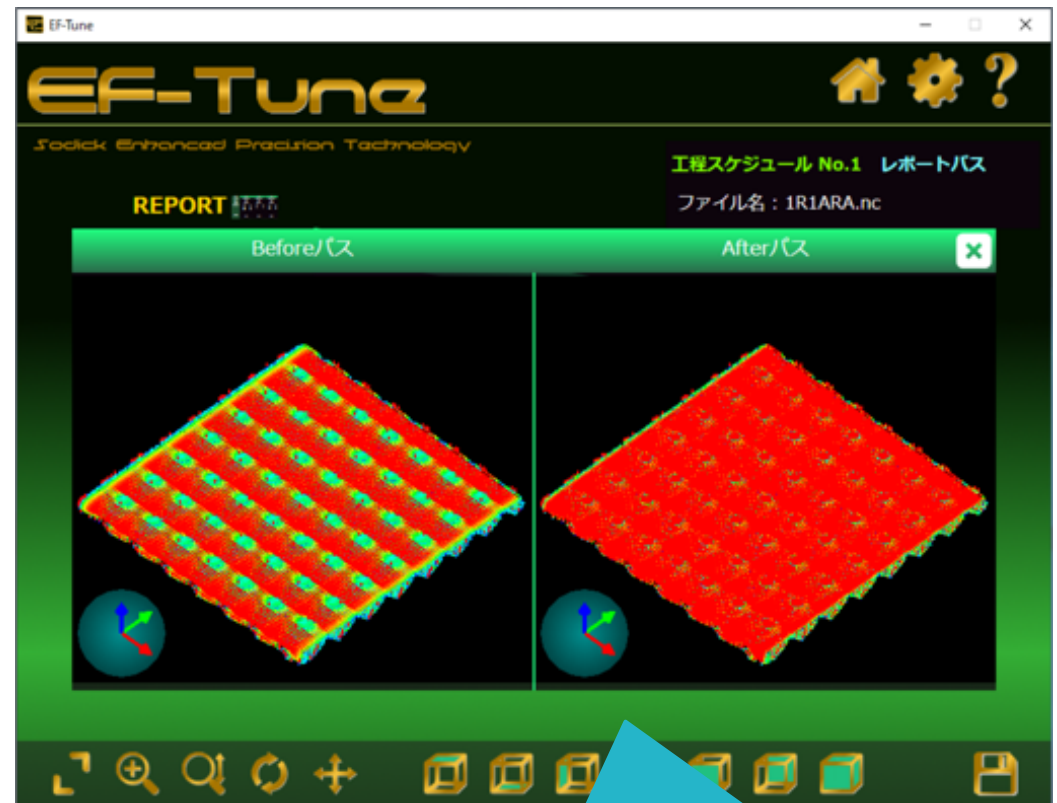 EF-Tune
EF-Tune
Sodick Enhanced Precision Technology
工程スケジュール No.1 レポートパス
REPORT
ファイル名：1R1ARA.nc
Beforeパス
Afterパス